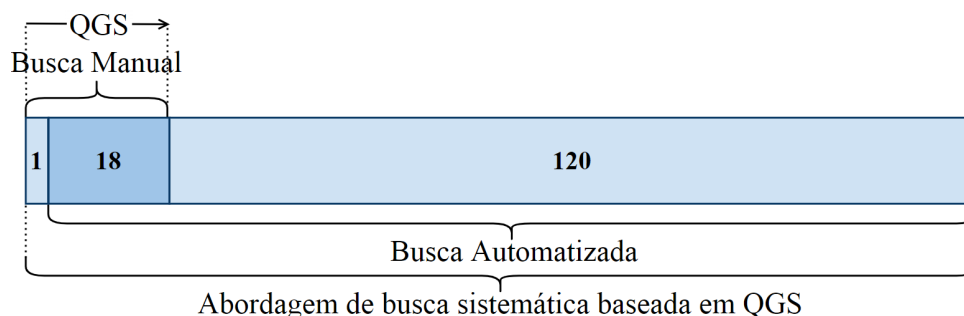 QGS
Busca Manual
1 18 120
Busca Automatizada
Abordagem de busca sistemática baseada em QGS